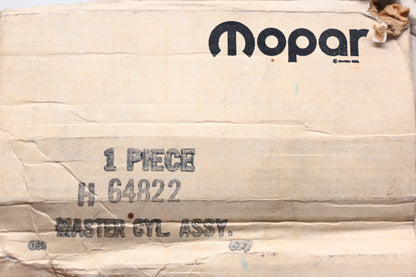 mopar
1 PIECE
H 64822
MASTER CYL. ASSY.